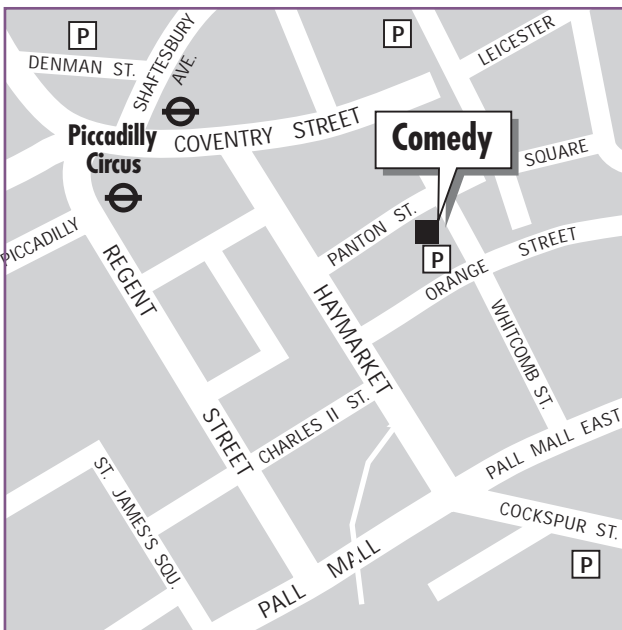 P
P
DENMAN ST.
SHAFTESBURY
AVE.
LEICESTER
Piccadilly
Circus
COVENTRY STREET
Comedy
SQUARE
PICCADILLY
PANTON ST.
P
REGENT
STREET
ORANGE STREET
HAYMARKET
WHITCOMB ST.
CHARLES II ST.
PALL MALL EAST
ST. JAMES'S SQU.
COCKSPUR ST.
PALL MALL
P